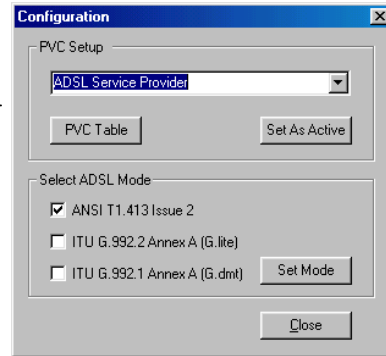 Configuration
PVC Setup
ADSL Service Provider
PVC Table
Set As Active
Select ADSL Mode
ANSI T1.413 Issue 2
ITU G.992.2 Annex A (G.lite)
ITU G.992.1 Annex A (G.dmt)
Set Mode
Close